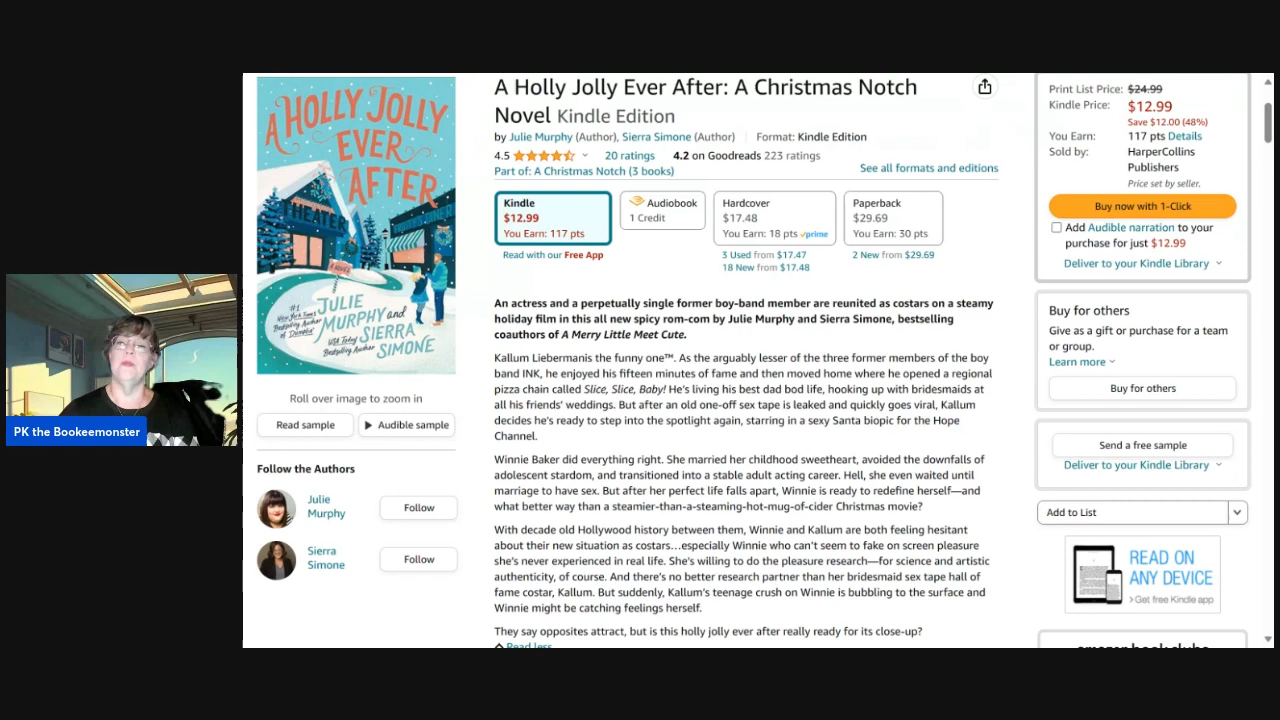 PK the Bookeemonster
A HOLLY JOLLY
EVER
AFTER
THEATER
A NOVEL
#1
New York Times
Bestselling Author
of Dumplin'
JULIE
MURPHY and
SIERRA
SIMONE
USA Today
Bestselling Author
Roll over image to zoom in
Read sample
Audible sample
Follow the Authors
Julie
Murphy
Follow
Sierra
Simone
Follow
A Holly Jolly Ever After: A Christmas Notch
Novel Kindle Edition
by Julie Murphy (Author), Sierra Simone (Author) Format: Kindle Edition
4.5 20 ratings 4.2 on Goodreads 223 ratings
Part of: A Christmas Notch (3 books)
See all formats and editions
Kindle
$12.99
You Earn: 117 pts
Read with our Free App
Audiobook
1 Credit
Hardcover
$17.48
You Earn: 18 pts prime
3 Used from $17.47
18 New from $17.48
Paperback
$29.69
You Earn: 30 pts
2 New from $29.69
An actress and a perpetually single former boy-band member are reunited as costars on a steamy
holiday film in this all new spicy rom-com by Julie Murphy and Sierra Simone, bestselling
coauthors of A Merry Little Meet Cute.
Kallum Liebermanis the funny one™. As the arguably lesser of the three former members of the boy
band INK, he enjoyed his fifteen minutes of fame and then moved home where he opened a regional
pizza chain called Slice, Slice, Baby! He's living his best dad bod life, hooking up with bridesmaids at
all his friends' weddings. But after an old one-off sex tape is leaked and quickly goes viral, Kallum
decides he's ready to step into the spotlight again, starring in a sexy Santa biopic for the Hope
Channel.
Winnie Baker did everything right. She married her childhood sweetheart, avoided the downfalls of
adolescent stardom, and transitioned into a stable adult acting career. Hell, she even waited until
marriage to have sex. But after her perfect life falls apart, Winnie is ready to redefine herself—and
what better way than a steamier-than-a-steaming-hot-mug-of-cider Christmas movie?
With decade old Hollywood history between them, Winnie and Kallum are both feeling hesitant
about their new situation as costars…especially Winnie who can't seem to fake on screen pleasure
she's never experienced in real life. She's willing to do the pleasure research—for science and artistic
authenticity, of course. And there's no better research partner than her bridesmaid sex tape hall of
fame costar, Kallum. But suddenly, Kallum's teenage crush on Winnie is bubbling to the surface and
Winnie might be catching feelings herself.
They say opposites attract, but is this holly jolly ever after really ready for its close-up?
Read less
Print List Price: $24.99
Kindle Price: $12.99
Save $12.00 (48%)
You Earn: 117 pts Details
Sold by: HarperCollins
Publishers
Price set by seller.
Buy now with 1-Click
Add Audible narration to your
purchase for just $12.99
Deliver to your Kindle Library
Buy for others
Give as a gift or purchase for a team
or group.
Learn more
Buy for others
Send a free sample
Deliver to your Kindle Library
Add to List
READ ON
ANY DEVICE
> Get free Kindle app
amazon book clubs